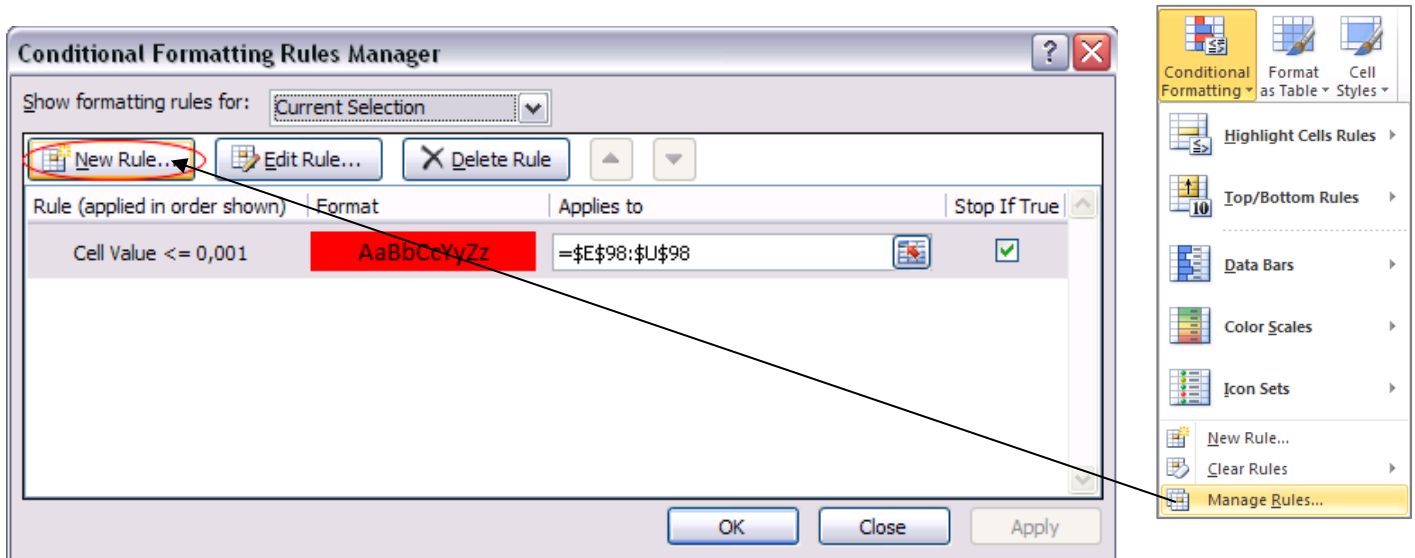 Conditional Formatting Rules Manager
Show formatting rules for: Current Selection
New Rule... Edit Rule... Delete Rule
Rule (applied in order shown) Format Applies to Stop If True
Cell Value <= 0,001 AaBbCcYyZz =$E$98:$U$98
OK Close Apply
Conditional Formatting
Format as Table
Cell Styles
Highlight Cells Rules
10 Top/Bottom Rules
Data Bars
Color Scales
Icon Sets
New Rule...
Clear Rules
Manage Rules...